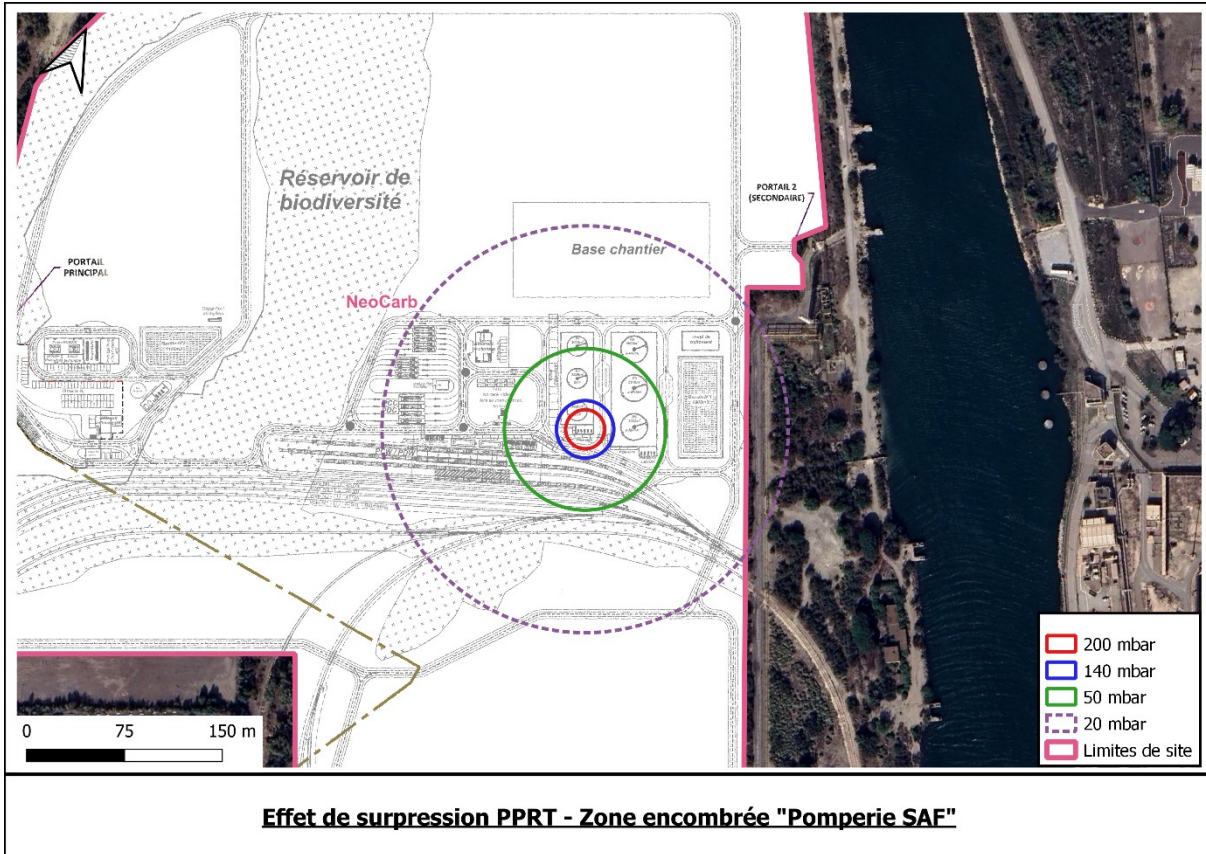 Réservoir de
biodiversité
PORTAIL 2
(SECONDAIRE)
Base chantier
PORTAIL
PRINCIPAL
NeoCarb
200 mbar
140 mbar
50 mbar
20 mbar
Limites de site
0 75 150 m
Effet de surpression PPRT - Zone encombrée "Pomperie SAF"